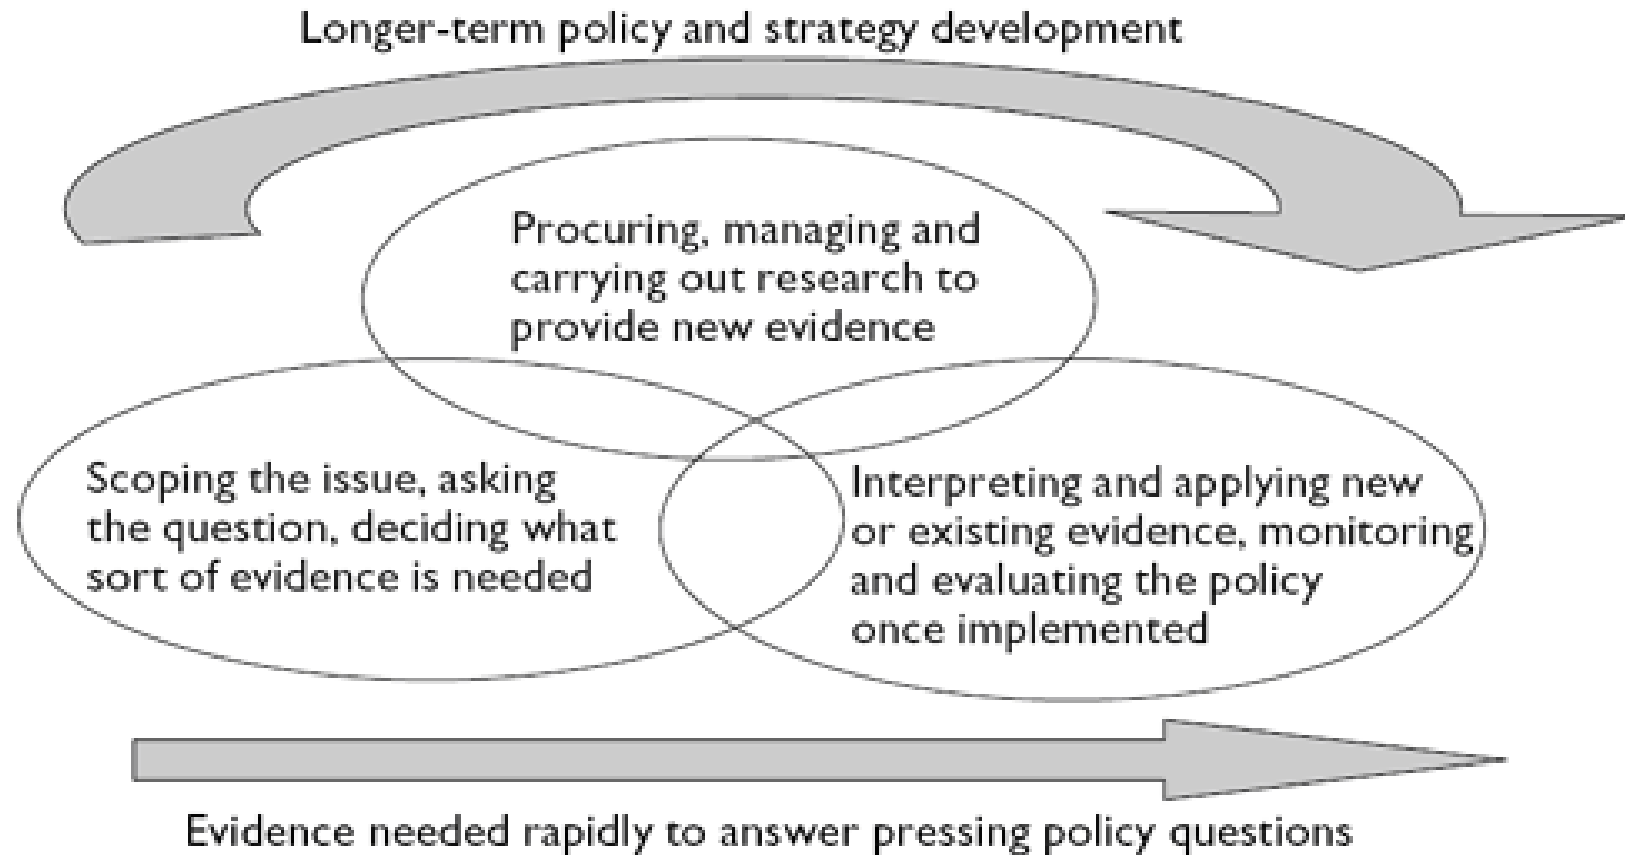 Longer-term policy and strategy development
Procuring, managing and
carrying out research to
provide new evidence
Scoping the issue, asking
the question, deciding what
sort of evidence is needed
Interpreting and applying new
or existing evidence, monitoring
and evaluating the policy
once implemented
Evidence needed rapidly to answer pressing policy questions